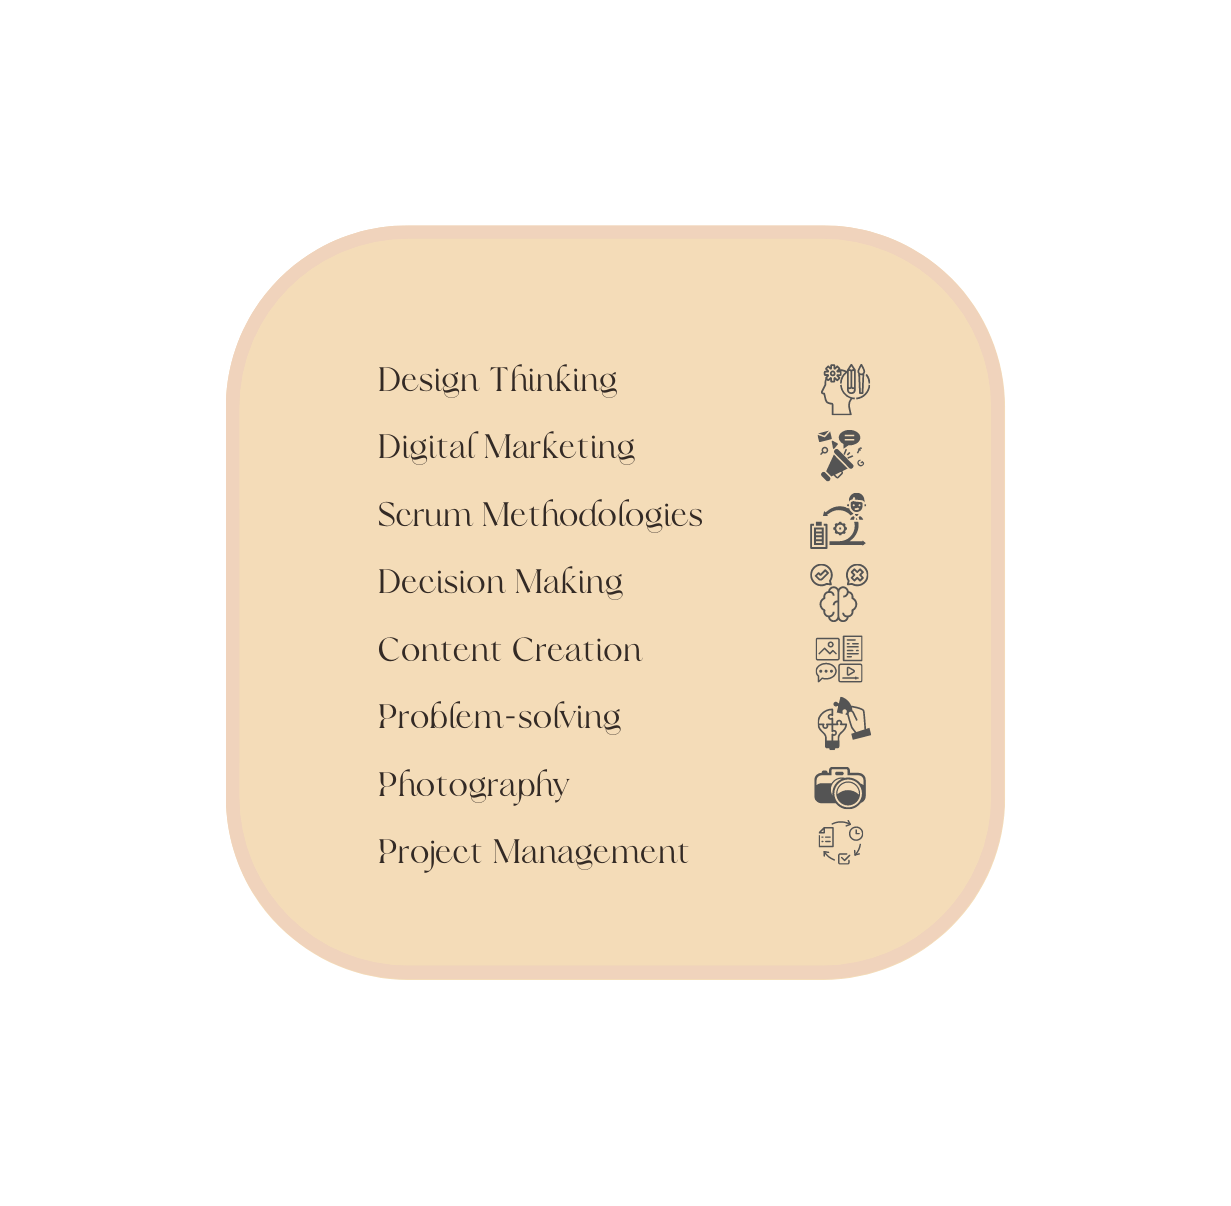 Design Thinking
Digital Marketing
Scrum Methodologies
Decision Making
Content Creation
Problem-solving
Photography
Project Management